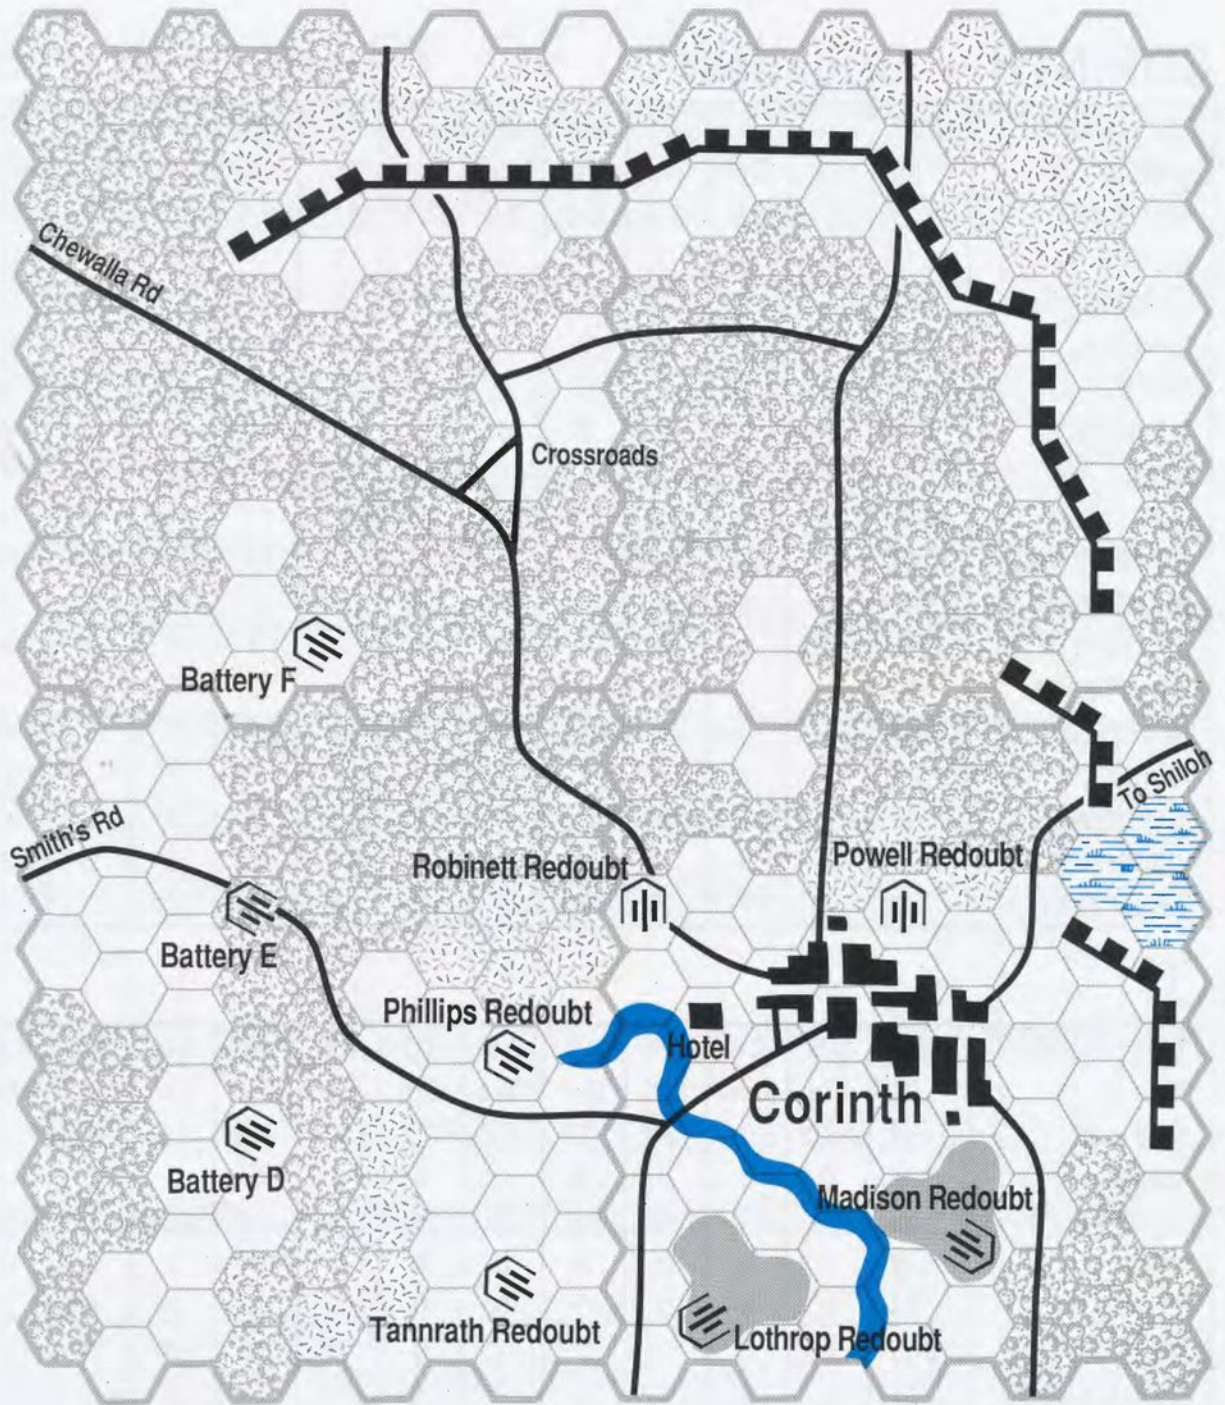 Chewalla Rd
Crossroads
Battery F
To Shiloh
Smith's Rd
Robinett Redoubt
Powell Redoubt
Battery E
Phillips Redoubt
Hotel
Corinth
Battery D
Madison Redoubt
Tannrath Redoubt
Lothrop Redoubt